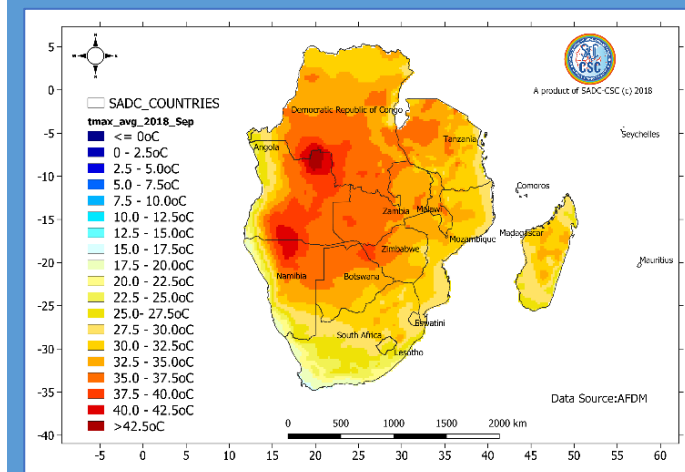 N
SADC
CSC
A product of SADC-CSC (c) 2018
SADC_COUNTRIES
tmax_avg_2018_Sep
<= 0oC
0 - 2.5oC
2.5 - 5.0oC
5.0 - 7.5oC
7.5 - 10.0oC
10.0 - 12.5oC
12.5 - 15.0oC
15.0 - 17.5oC
17.5 - 20.0oC
20.0 - 22.5oC
22.5 - 25.0oC
25.0 - 27.5oC
27.5 - 30.0oC
30.0 - 32.5oC
32.5 - 35.0oC
35.0 - 37.5oC
37.5 - 40.0oC
40.0 - 42.5oC
>42.5oC
Democratic Republic of Congo
Angola
Tanzania
Seychelles
Comoros
Zambia
Malawi
Mozambique
Madagascar
Zimbabwe
Mauritius
Namibia
Botswana
Eswatini
South Africa
Lesotho
Data Source:AFDM
0 500 1000 1500 2000 km
5
0
-5
-10
-15
-20
-25
-30
-35
-40
-5 0 5 10 15 20 25 30 35 40 45 50 55 60